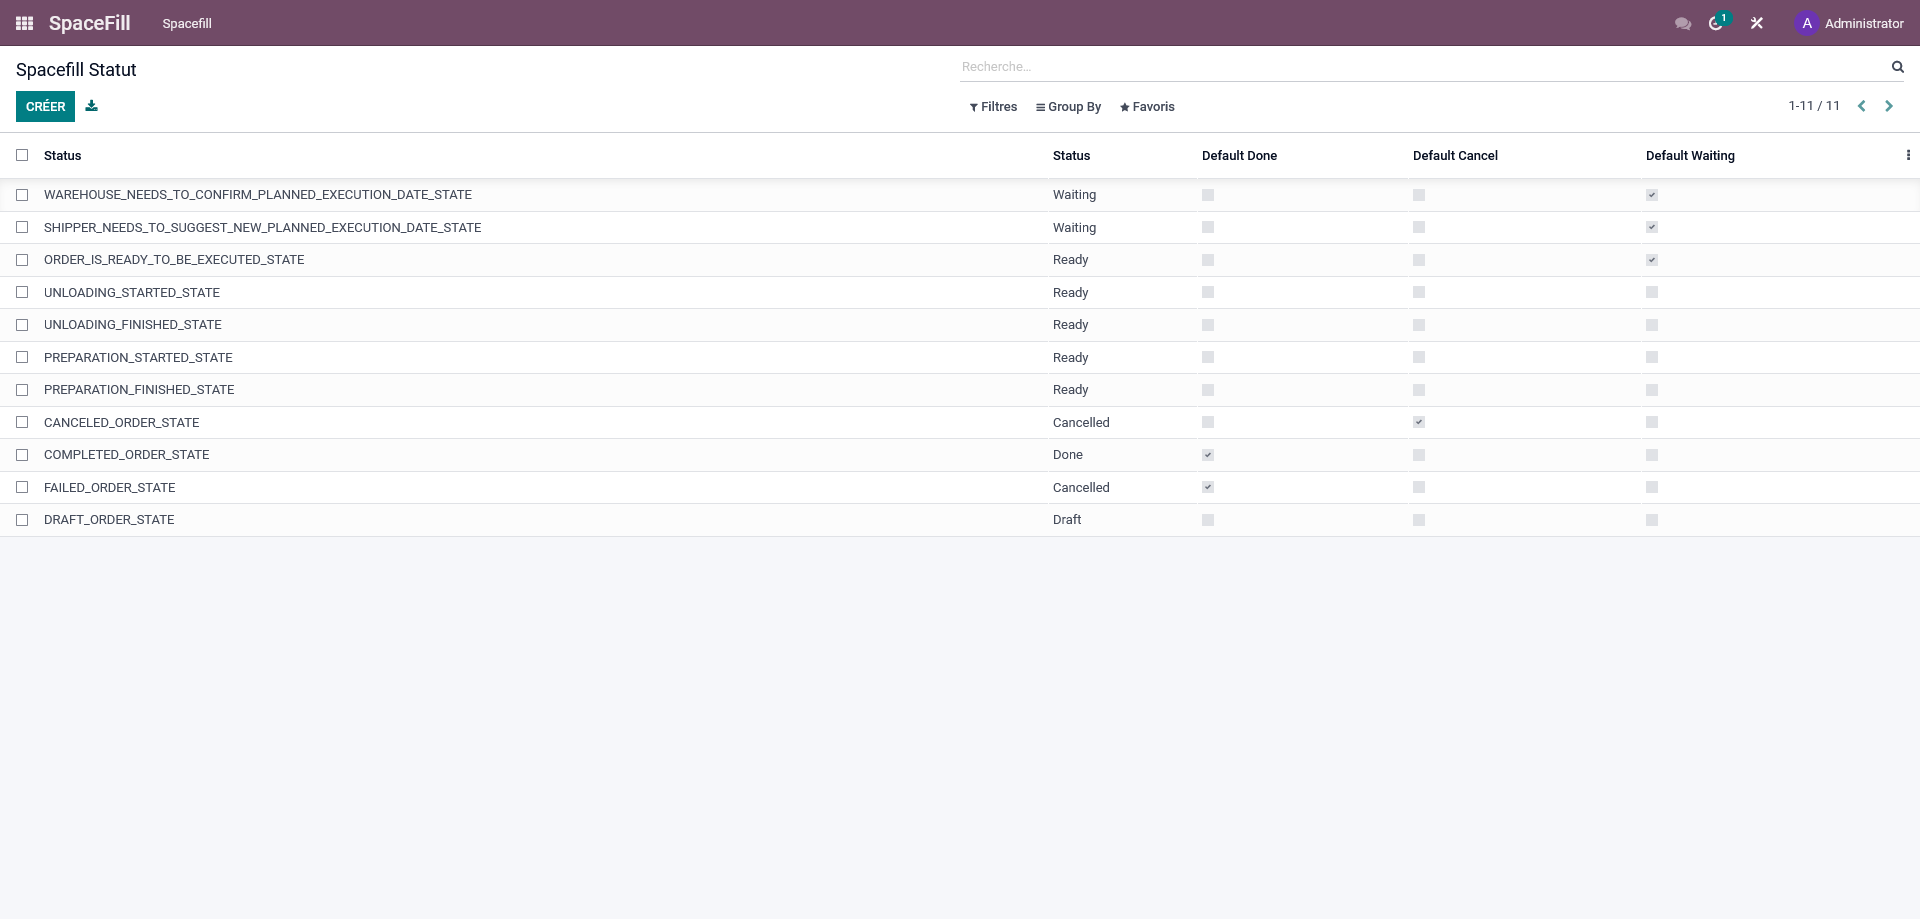 SpaceFill Spacefill 1 A Administrator
Spacefill Statut Recherche...
CRÉER Filtres Group By Favoris 1-11 / 11
Status Status Default Done Default Cancel Default Waiting
WAREHOUSE_NEEDS_TO_CONFIRM_PLANNED_EXECUTION_DATE_STATE Waiting
SHIPPER_NEEDS_TO_SUGGEST_NEW_PLANNED_EXECUTION_DATE_STATE Waiting
ORDER_IS_READY_TO_BE_EXECUTED_STATE Ready
UNLOADING_STARTED_STATE Ready
UNLOADING_FINISHED_STATE Ready
PREPARATION_STARTED_STATE Ready
PREPARATION_FINISHED_STATE Ready
CANCELED_ORDER_STATE Cancelled
COMPLETED_ORDER_STATE Done
FAILED_ORDER_STATE Cancelled
DRAFT_ORDER_STATE Draft